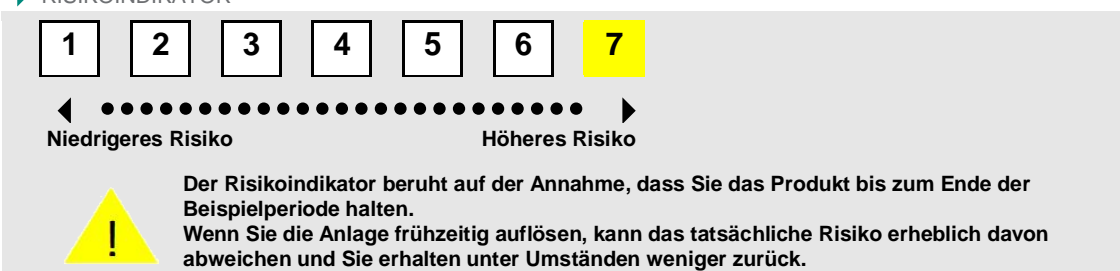 RISIKOINDIKATOR
1 2 3 4 5 6 7
Niedrigeres Risiko Höheres Risiko
Der Risikoindikator beruht auf der Annahme, dass Sie das Produkt bis zum Ende der
Beispielperiode halten.
Wenn Sie die Anlage frühzeitig auflösen, kann das tatsächliche Risiko erheblich davon
abweichen und Sie erhalten unter Umständen weniger zurück.